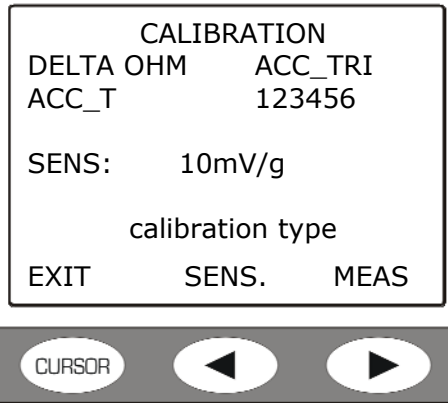 CALIBRATION
DELTA OHM ACC_TRI
ACC_T 123456
SENS: 10mV/g
calibration type
EXIT SENS. MEAS
CURSOR